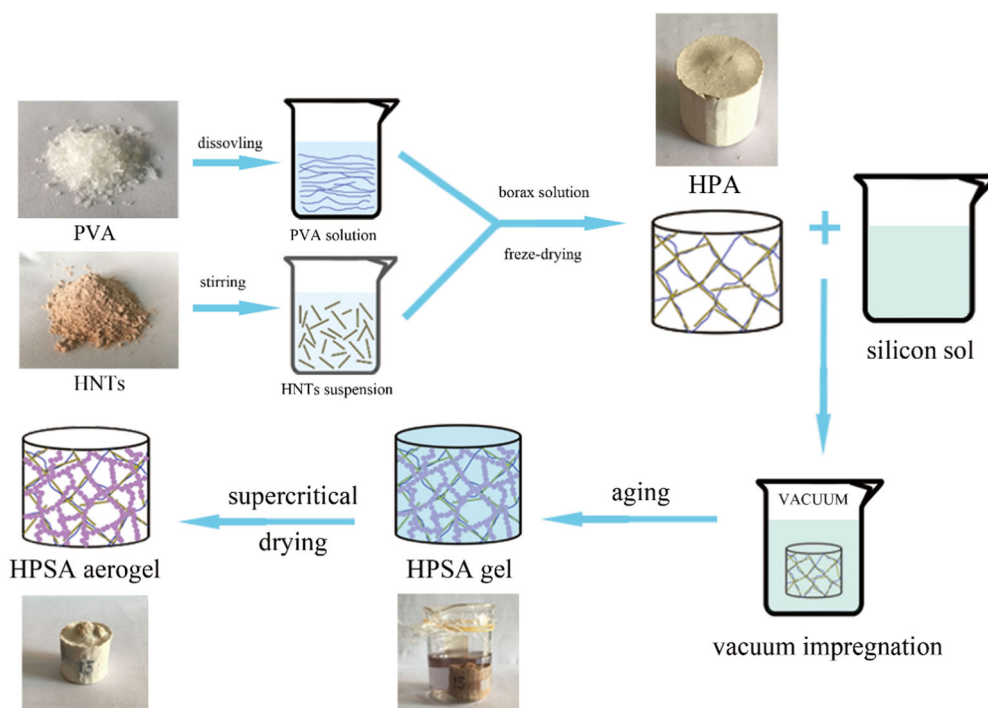 dissovling
PVA
PVA solution
stirring
HNTs
HNTs suspension
borax solution
freze-drying
HPA
silicon sol
VACUUM
vacuum impregnation
aging
HPSA gel
15
supercritical
drying
HPSA aerogel